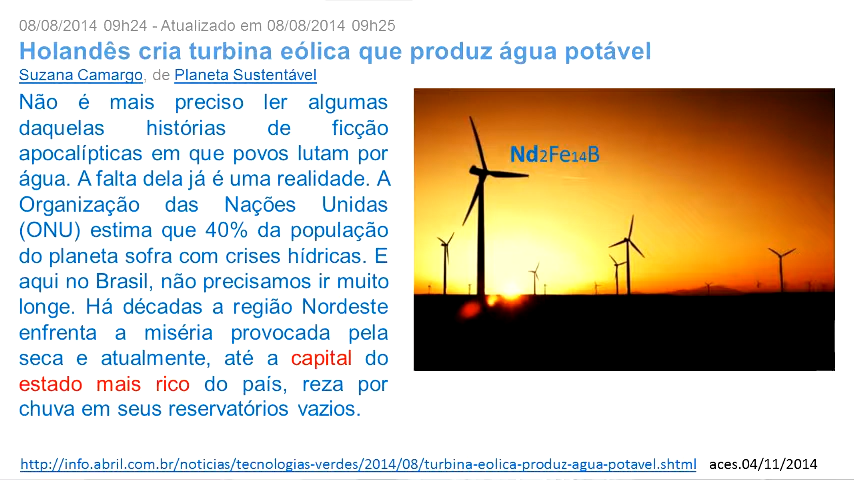 08/08/2014 09h24 - Atualizado em 08/08/2014 09h25
Holandês cria turbina eólica que produz água potável
Suzana Camargo, de Planeta Sustentável
Não é mais preciso ler algumas
daquelas histórias de ficção
apocalípticas em que povos lutam por
água. A falta dela já é uma realidade. A
Organização das Nações Unidas
(ONU) estima que 40% da população
do planeta sofra com crises hídricas. E
aqui no Brasil, não precisamos ir muito
longe. Há décadas a região Nordeste
enfrenta a miséria provocada pela
seca e atualmente, até a capital do
estado mais rico do país, reza por
chuva em seus reservatórios vazios.
Nd2Fe14B
http://info.abril.com.br/noticias/tecnologias-verdes/2014/08/turbina-eolica-produz-agua-potavel.shtml aces.04/11/2014